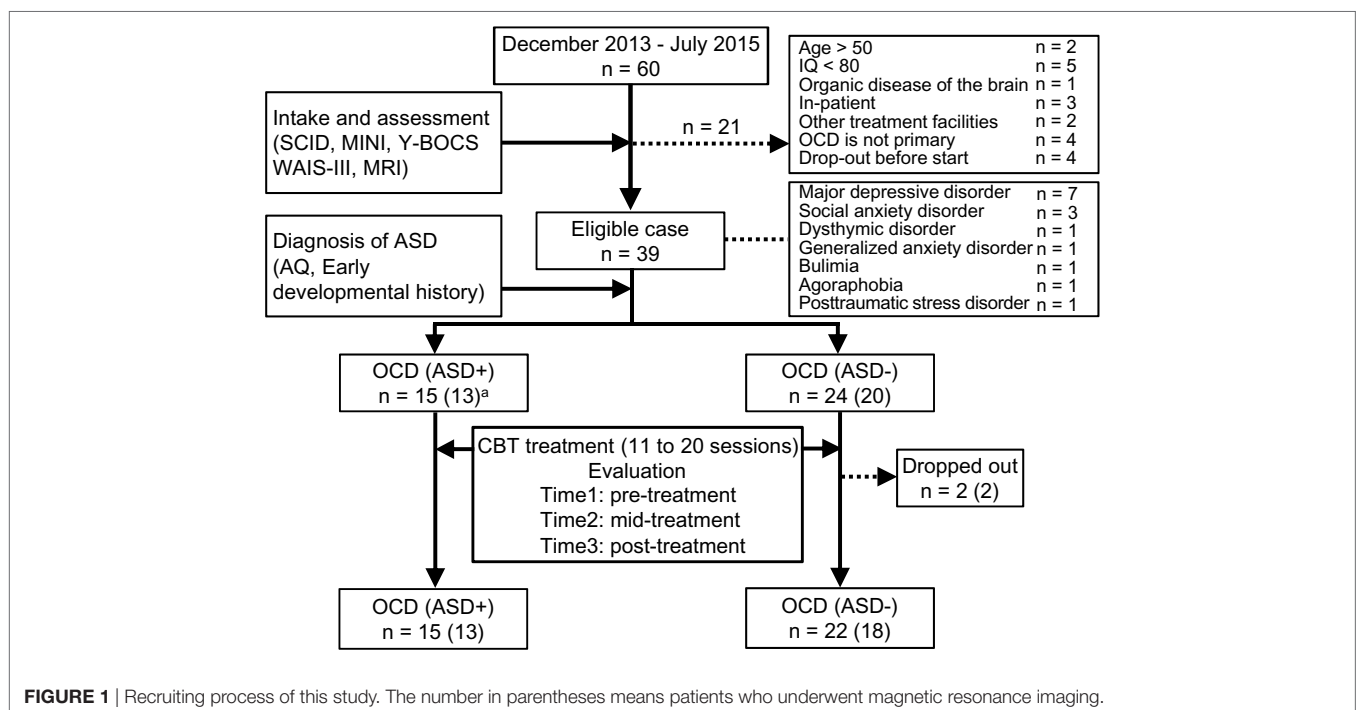 December 2013 - July 2015
n = 60
Age > 50 n = 2
IQ < 80 n = 5
Organic disease of the brain n = 1
In-patient n = 3
Other treatment facilities n = 2
OCD is not primary n = 4
Drop-out before start n = 4
Intake and assessment
(SCID, MINI, Y-BOCS
WAIS-III, MRI)
n = 21
Eligible case
n = 39
Major depressive disorder n = 7
Social anxiety disorder n = 3
Dysthymic disorder n = 1
Generalized anxiety disorder n = 1
Bulimia n = 1
Agoraphobia n = 1
Posttraumatic stress disorder n = 1
Diagnosis of ASD
(AQ, Early
developmental history)
OCD (ASD+)
n = 15 (13)ᵃ
OCD (ASD-)
n = 24 (20)
CBT treatment (11 to 20 sessions)
Evaluation
Time1: pre-treatment
Time2: mid-treatment
Time3: post-treatment
Dropped out
n = 2 (2)
OCD (ASD+)
n = 15 (13)
OCD (ASD-)
n = 22 (18)
FIGURE 1 | Recruiting process of this study. The number in parentheses means patients who underwent magnetic resonance imaging.